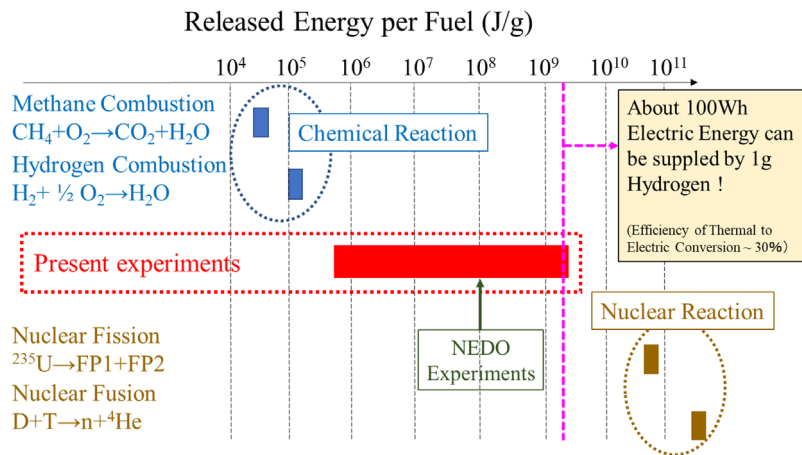 Released Energy per Fuel (J/g)
10⁴ 10⁵ 10⁶ 10⁷ 10⁸ 10⁹ 10¹⁰ 10¹¹
Methane Combustion
CH₄+O₂→CO₂+H₂O
Hydrogen Combustion
H₂+ ½ O₂→H₂O
Chemical Reaction
About 100Wh
Electric Energy can
be suppled by 1g
Hydrogen !
(Efficiency of Thermal to
Electric Conversion ~ 30%)
Present experiments
NEDO
Experiments
Nuclear Reaction
Nuclear Fission
²³⁵U→FP1+FP2
Nuclear Fusion
D+T→n+⁴He